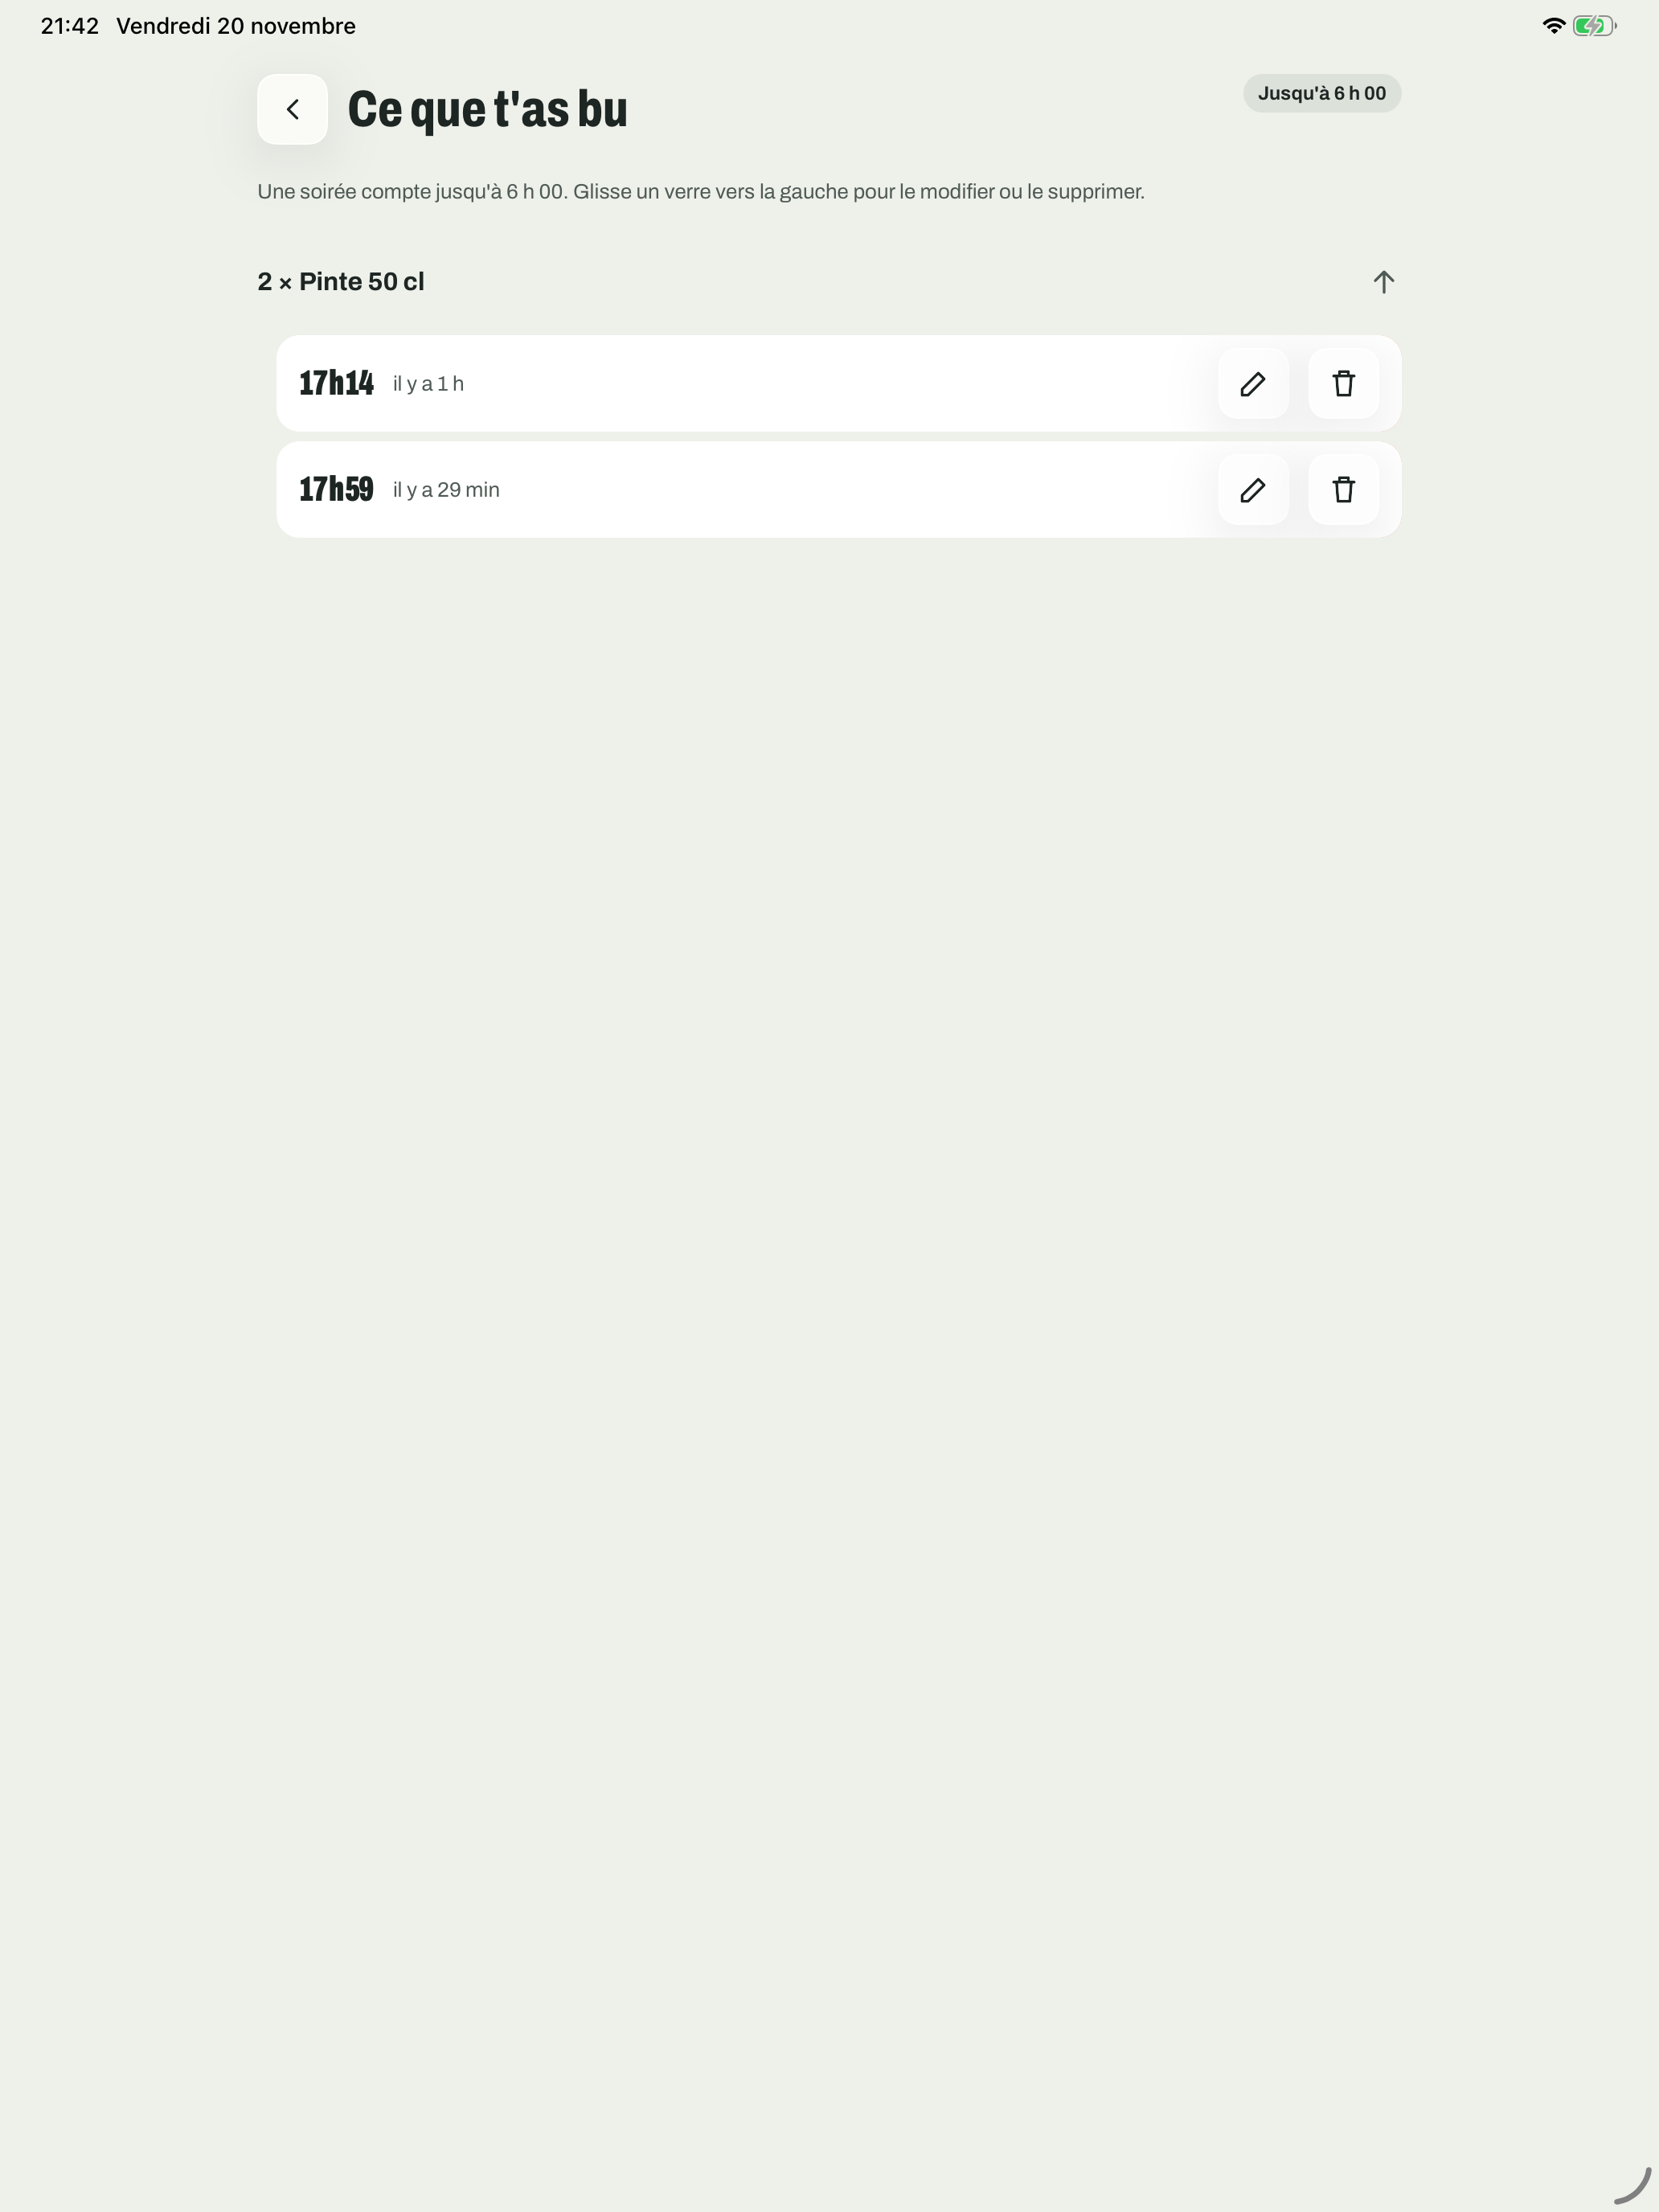 21:42 Vendredi 20 novembre
Ce que t'as bu
Jusqu'à 6 h 00
Une soirée compte jusqu'à 6 h 00. Glisse un verre vers la gauche pour le modifier ou le supprimer.
2 × Pinte 50 cl
17h14 il y a 1 h
17h59 il y a 29 min